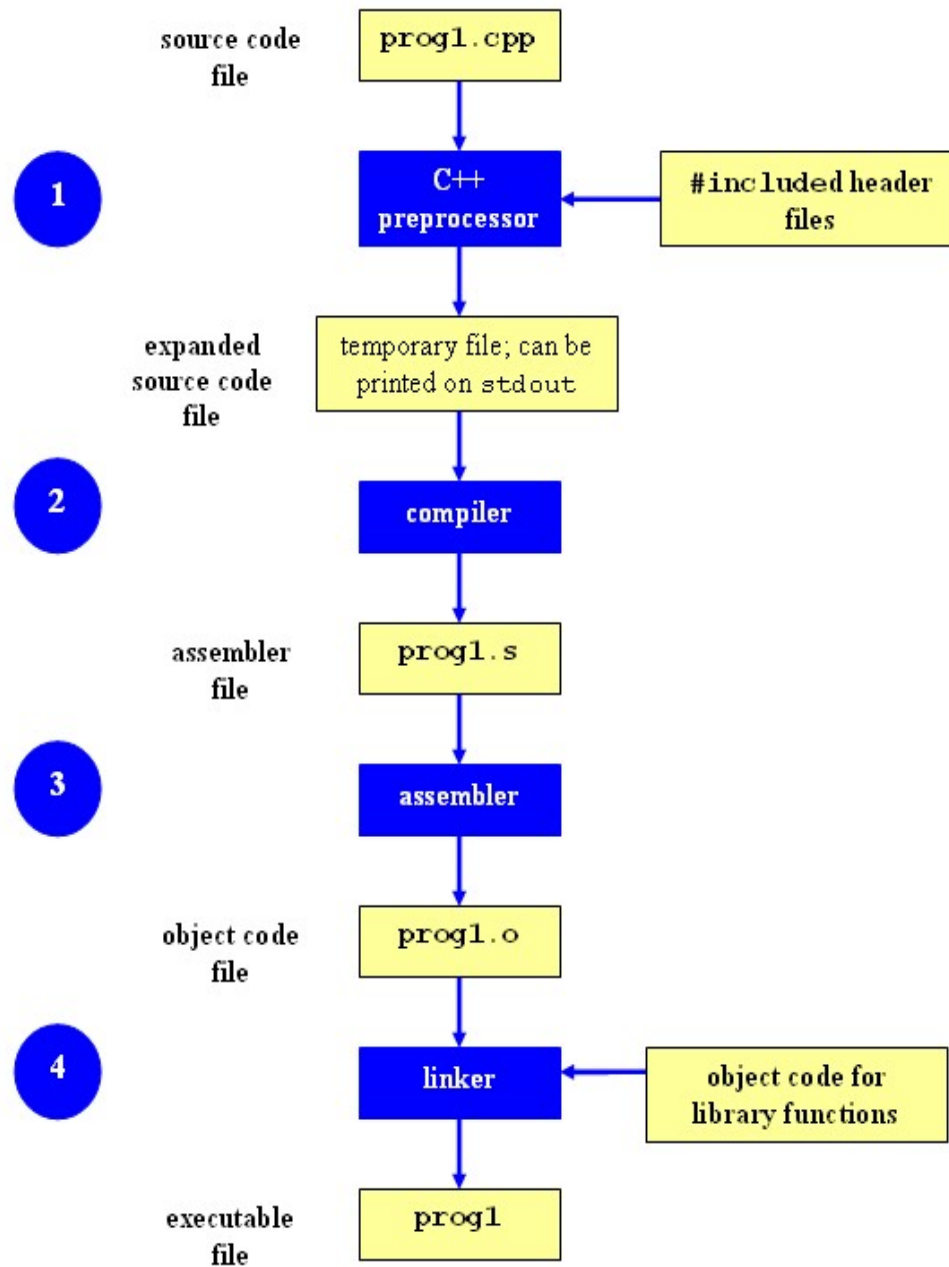 source code
file
prog1.cpp
1
C++
preprocessor
#included header
files
expanded
source code
file
temporary file; can be
printed on stdout
2
compiler
assembler
file
prog1.s
3
assembler
object code
file
prog1.o
4
linker
object code for
library functions
executable
file
prog1